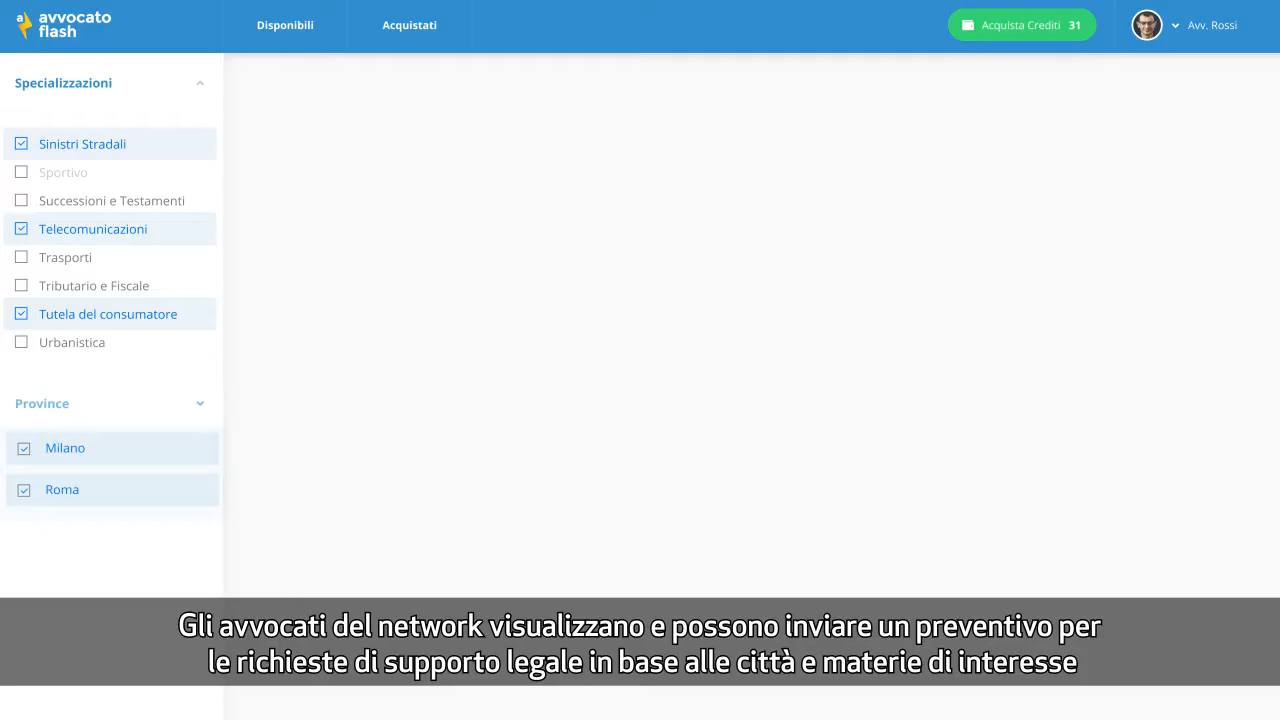 avvocato
flash
Disponibili
Acquistati
Acquista Crediti 31
Avv. Rossi
Specializzazioni
Sinistri Stradali
Sportivo
Successioni e Testamenti
Telecomunicazioni
Trasporti
Tributario e Fiscale
Tutela del consumatore
Urbanistica
Province
Milano
Roma
Gli avvocati del network visualizzano e possono inviare un preventivo per
le richieste di supporto legale in base alle città e materie di interesse